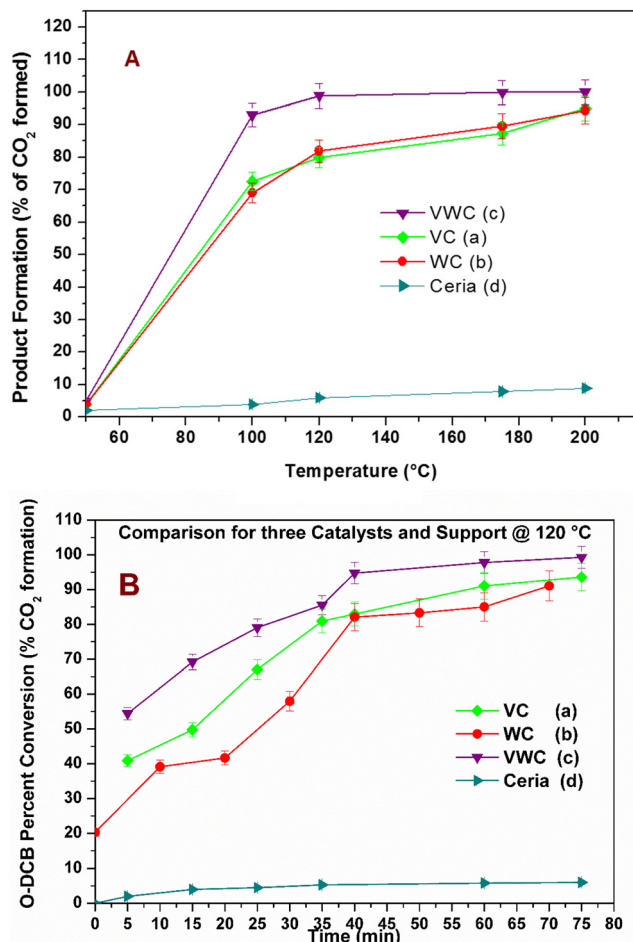 A
Product Formation (% of CO₂ formed)
120
110
100
90
80
70
60
50
40
30
20
10
0
VWC (c)
VC (a)
WC (b)
Ceria (d)
60 80 100 120 140 160 180 200
Temperature (°C)
Comparison for three Catalysts and Support @ 120 °C
B
O-DCB Percent Conversion (% CO₂ formation)
110
100
90
80
70
60
50
40
30
20
10
0
VC (a)
WC (b)
VWC (c)
Ceria (d)
0 5 10 15 20 25 30 35 40 45 50 55 60 65 70 75 80
Time (min)